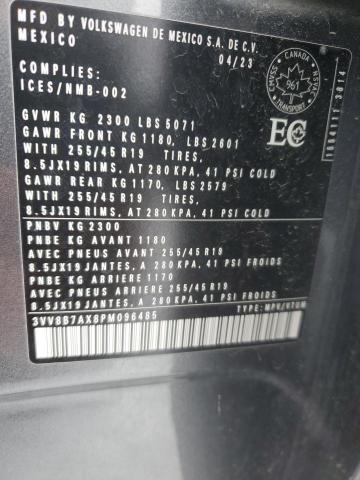 MFD BY VOLKSWAGEN DE MEXICO S.A. DE C.V.
MEXICO
04/23
COMPLIES:
ICES/NMB-002
CANADA
CMVSS
NSVAC
961
EC
GVWR KG 2300 LBS 5071
GAWR FRONT KG 1180, LBS 2601
WITH 255/45 R19 TIRES,
8.5JX19 RIMS, AT 280 KPA, 41 PSI COLD
GAWR REAR KG 1170, LBS 2579
WITH 255/45 R19 TIRES,
8.5JX19 RIMS, AT 280 KPA, 41 PSI COLD
PNBV KG 2300
PNBE KG AVANT 1180
AVEC PNEUS AVANT 255/45 R19
8.5JX19 JANTES, A 280 KPA, 41 PSI FROIDS
PNBE KG ARRIERE 1170
AVEC PNEUS ARRIERE 255/45 R19
8.5JX19 JANTES, A 280 KPA, 41 PSI FROIDS
3VV8B7AX8PM096485
TYPE: MPV/VTUM